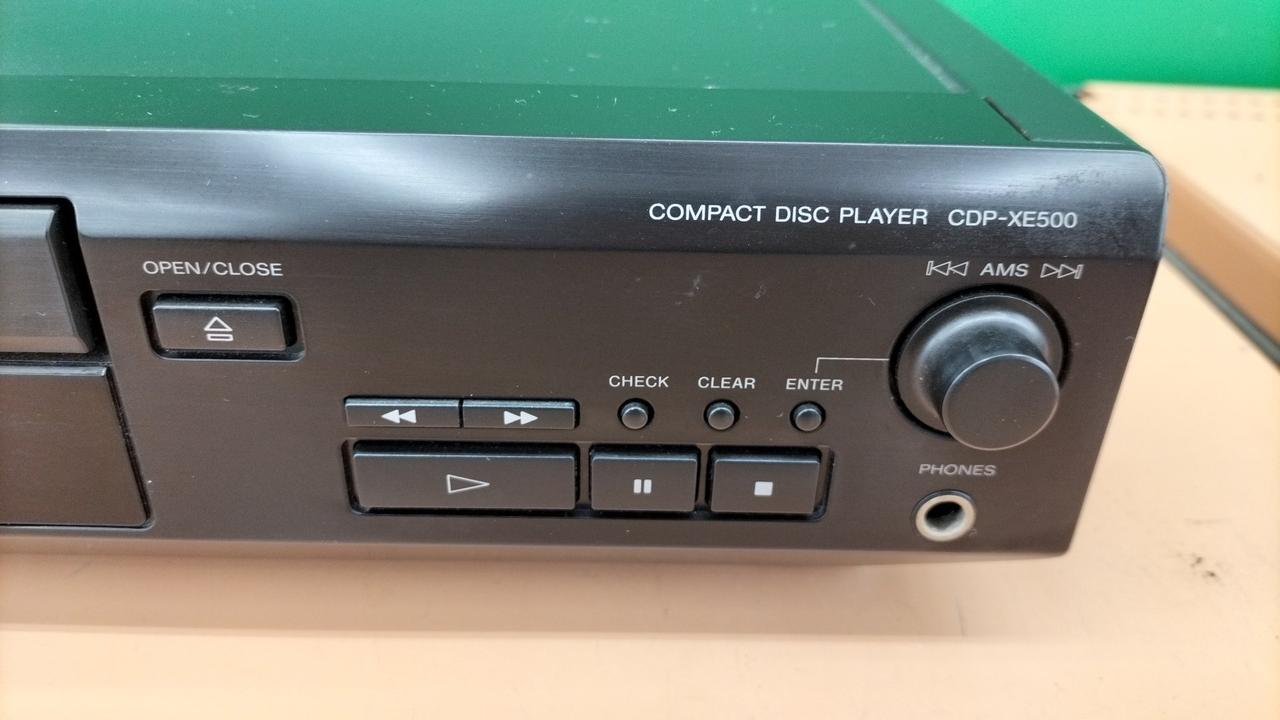 COMPACT DISC PLAYER CDP-XE500
OPEN/CLOSE
AMS
CHECK CLEAR ENTER
PHONES